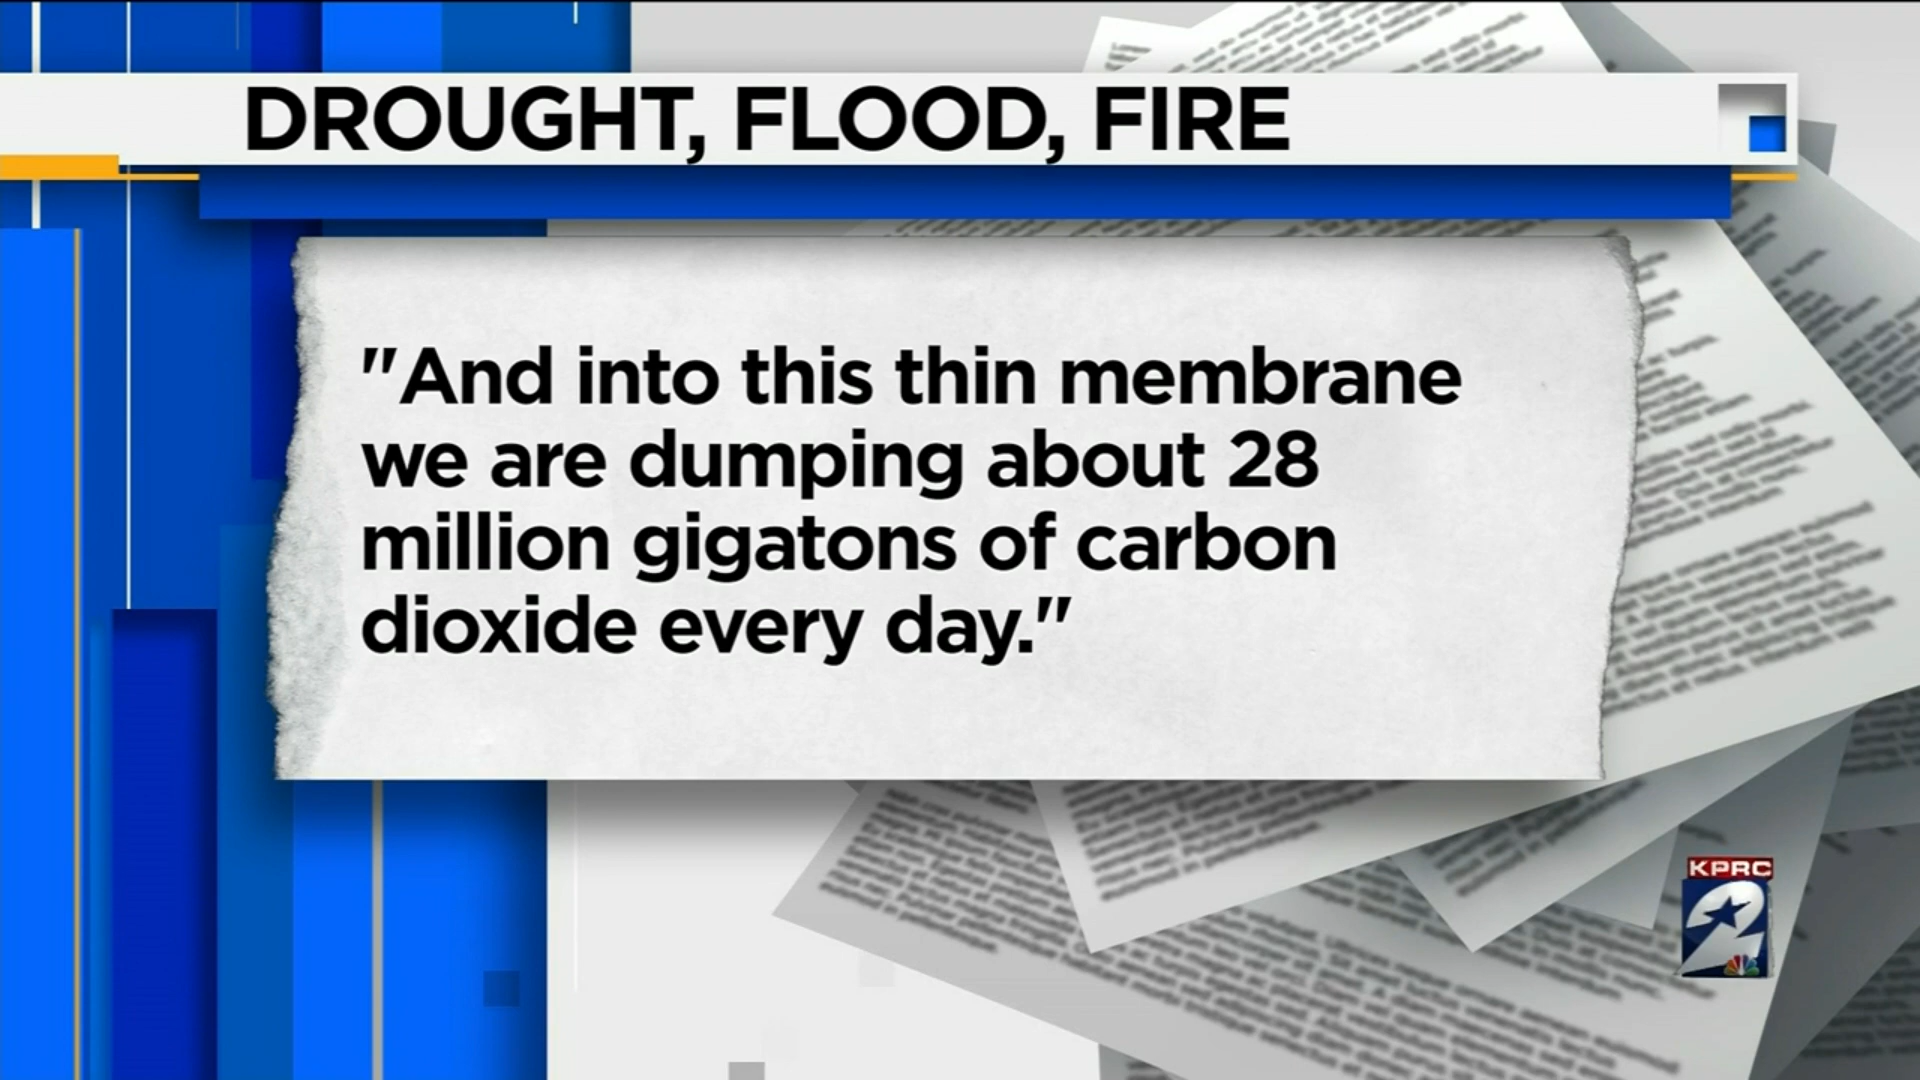 DROUGHT, FLOOD, FIRE
"And into this thin membrane
we are dumping about 28
million gigatons of carbon
dioxide every day."
KPRC
2